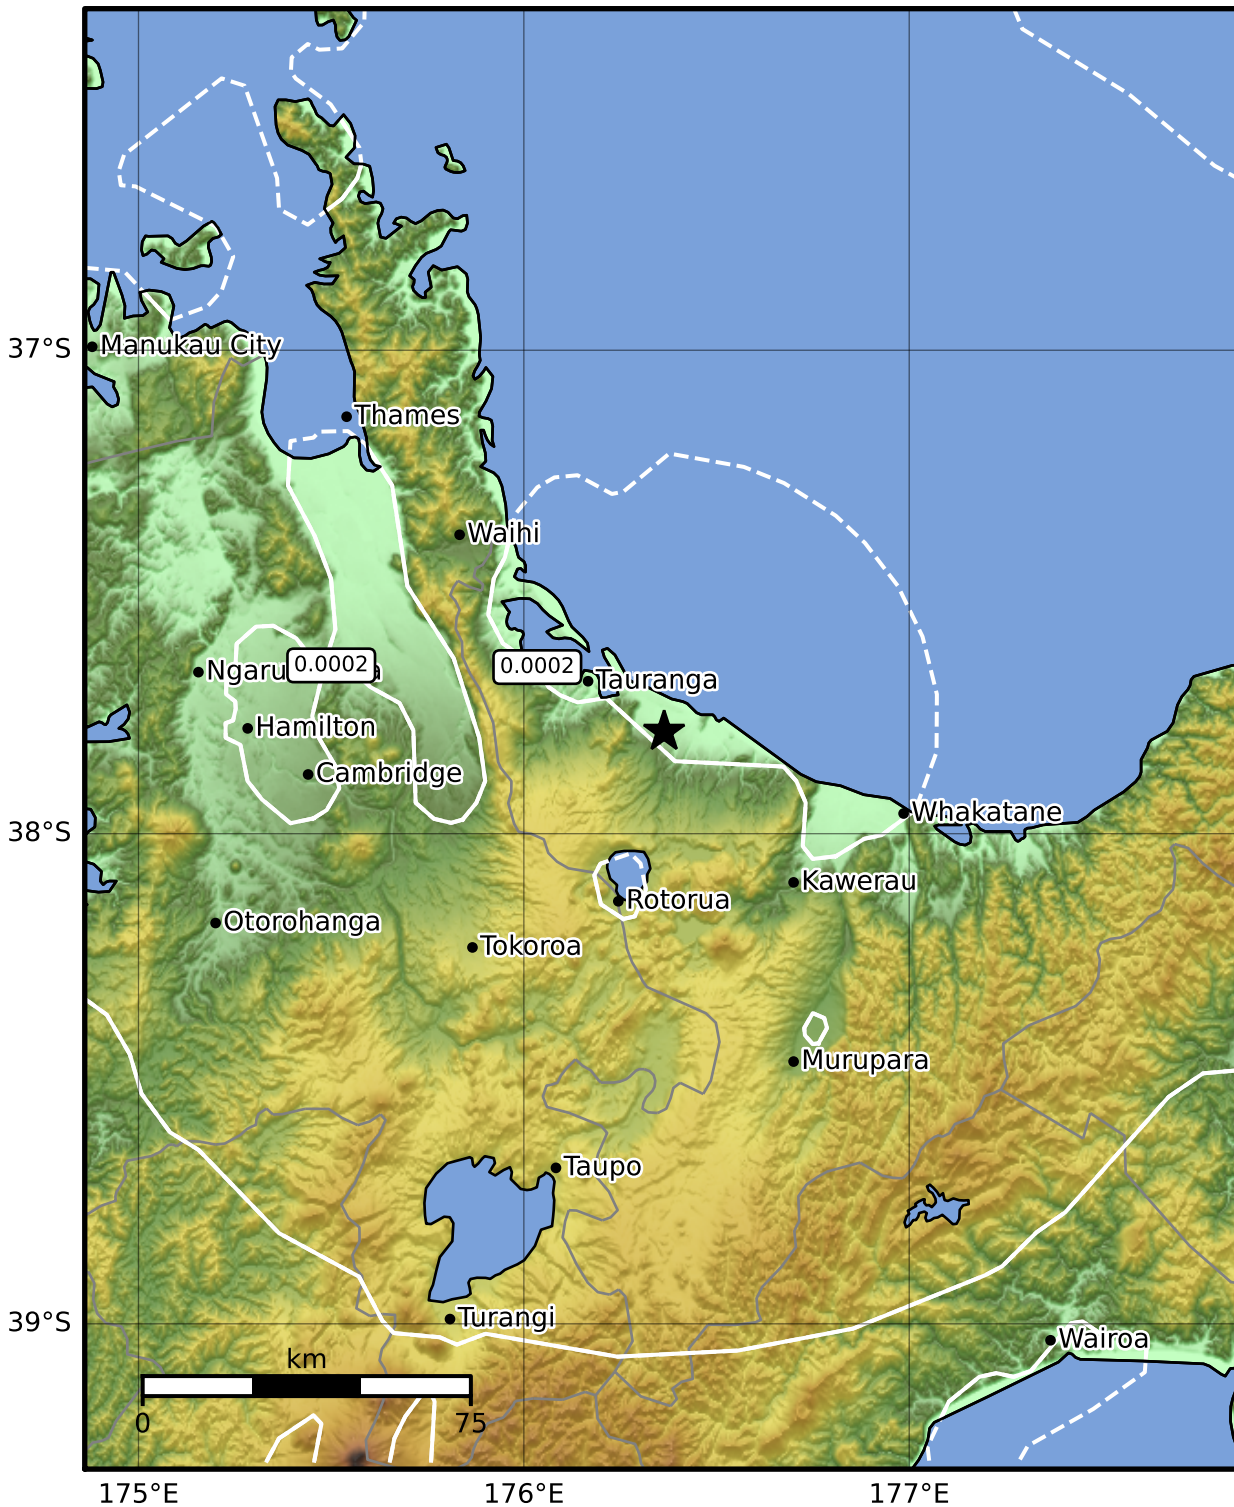 37°S
38°S
39°S
Manukau City
Thames
Waihi
0.0002
0.0002
Tauranga
Hamilton
Cambridge
Whakatane
Kawerau
Rotorua
Otorohanga
Tokoroa
Murupara
Taupo
Turangi
Wairoa
km
0
75
175°E
176°E
177°E